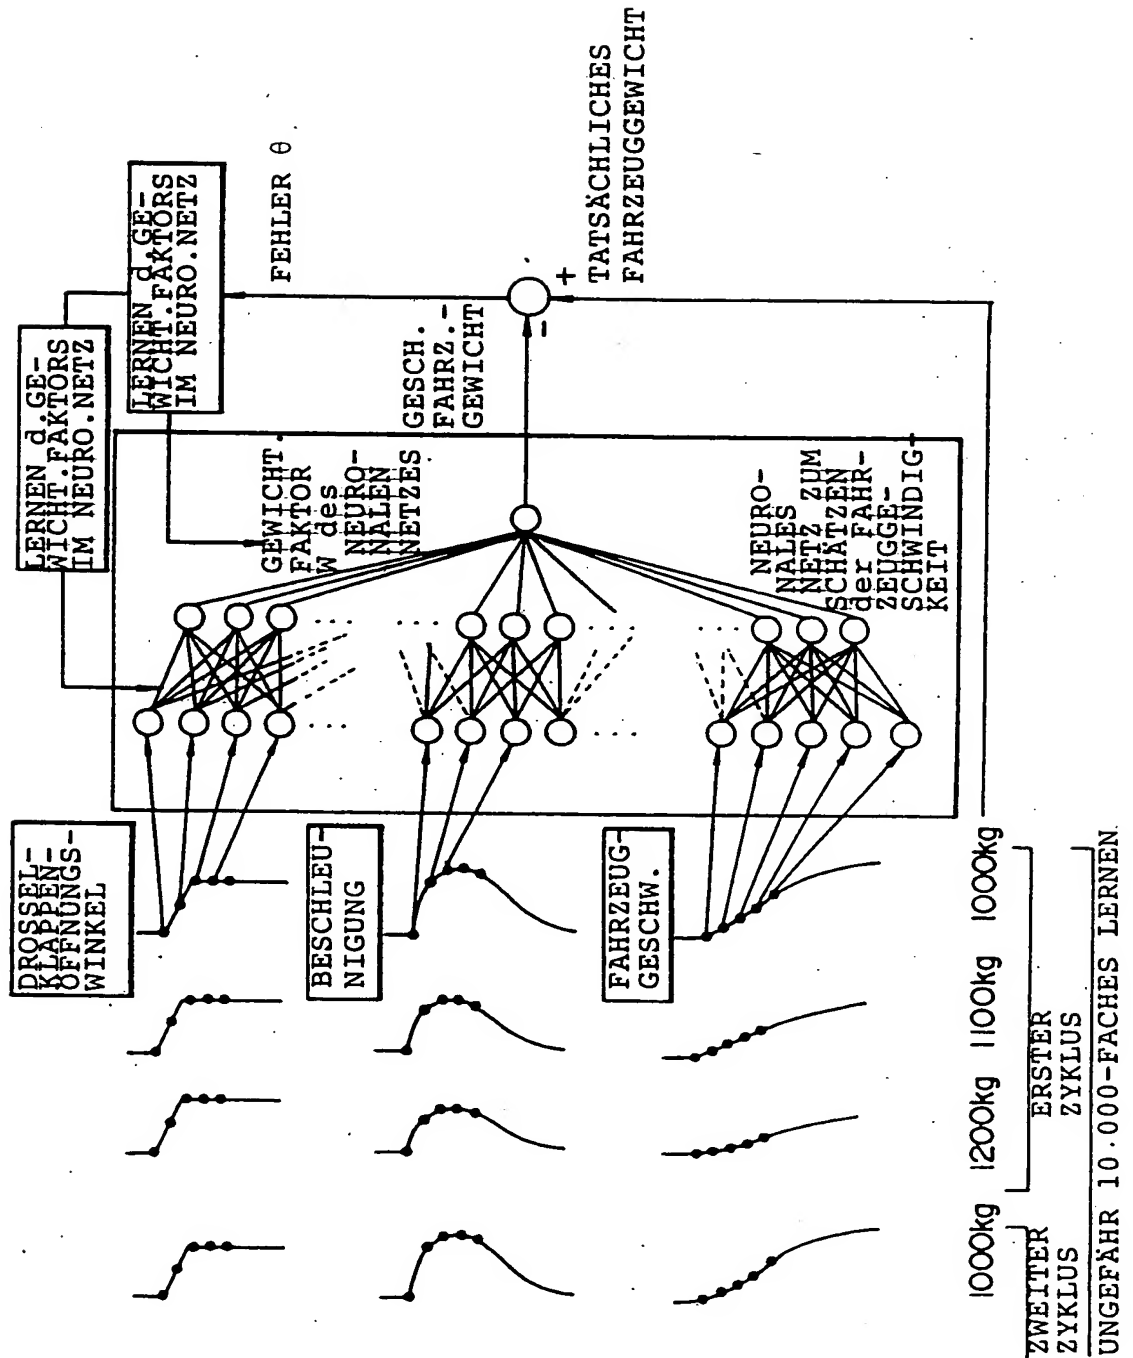 LERNEN d.GE-
WICHT.FAKTORS
IM NEURO.NETZ
LERNEN d.GE-
WICHT.FAKTORS
IM NEURO.NETZ
FEHLER θ
GEWICHT.
FAKTOR
W des
NEURO-
NALEN
NETZES
GESCH.
FAHRZ.-
GEWICHT
+
-
TATSÄCHLICHES
FAHRZEUGGEWICHT
NEURO-
NALES
NETZ ZUM
SCHÄTZEN
der FAHR-
ZEUGGE-
SCHWINDIG-
KEIT
DROSSEL-
KLAPPEN-
ÖFFNUNGS-
WINKEL
BESCHLEU-
NIGUNG
FAHRZEUG-
GESCHW.
1000kg 1200kg 1100kg 1000kg
ZWEITER
ZYKLUS
ERSTER
ZYKLUS
UNGEFÄHR 10.000-FACHES LERNEN